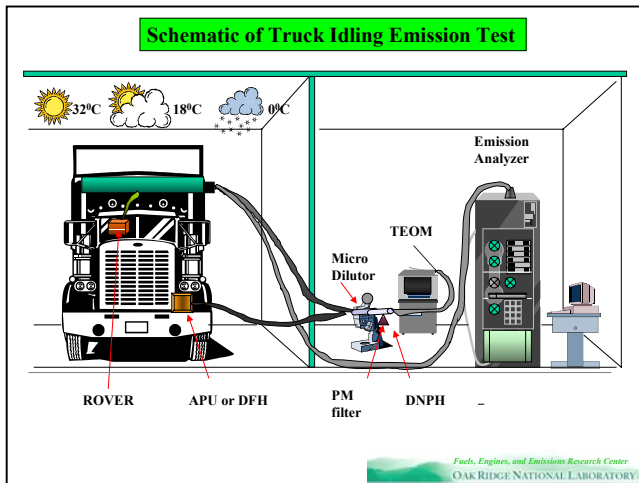 Schematic of Truck Idling Emission Test
32⁰C
18⁰C
0⁰C
Emission
Analyzer
TEOM
Micro
Dilutor
ROVER
APU or DFH
PM
filter
DNPH
Fuels, Engines, and Emissions Research Center
OAK RIDGE NATIONAL LABORATORY